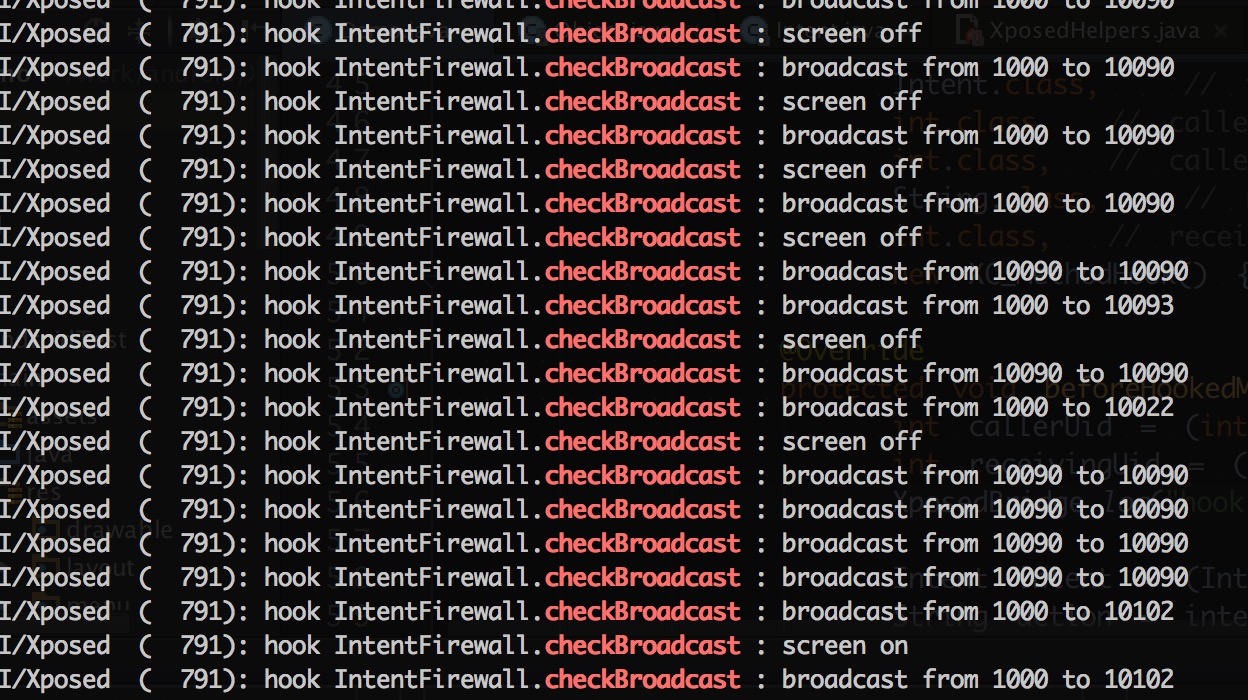 I/Xposed  (  791): hook IntentFirewall.checkBroadcast : broadcast from 1000 to 10090
I/Xposed  (  791): hook IntentFirewall.checkBroadcast : screen off
I/Xposed  (  791): hook IntentFirewall.checkBroadcast : broadcast from 1000 to 10090
I/Xposed  (  791): hook IntentFirewall.checkBroadcast : screen off
I/Xposed  (  791): hook IntentFirewall.checkBroadcast : broadcast from 1000 to 10090
I/Xposed  (  791): hook IntentFirewall.checkBroadcast : screen off
I/Xposed  (  791): hook IntentFirewall.checkBroadcast : broadcast from 1000 to 10090
I/Xposed  (  791): hook IntentFirewall.checkBroadcast : screen off
I/Xposed  (  791): hook IntentFirewall.checkBroadcast : broadcast from 10090 to 10090
I/Xposed  (  791): hook IntentFirewall.checkBroadcast : broadcast from 1000 to 10093
I/Xposed  (  791): hook IntentFirewall.checkBroadcast : screen off
I/Xposed  (  791): hook IntentFirewall.checkBroadcast : broadcast from 10090 to 10090
I/Xposed  (  791): hook IntentFirewall.checkBroadcast : broadcast from 1000 to 10022
I/Xposed  (  791): hook IntentFirewall.checkBroadcast : screen off
I/Xposed  (  791): hook IntentFirewall.checkBroadcast : broadcast from 10090 to 10090
I/Xposed  (  791): hook IntentFirewall.checkBroadcast : broadcast from 10090 to 10090
I/Xposed  (  791): hook IntentFirewall.checkBroadcast : broadcast from 10090 to 10090
I/Xposed  (  791): hook IntentFirewall.checkBroadcast : broadcast from 10090 to 10090
I/Xposed  (  791): hook IntentFirewall.checkBroadcast : broadcast from 1000 to 10102
I/Xposed  (  791): hook IntentFirewall.checkBroadcast : screen on
I/Xposed  (  791): hook IntentFirewall.checkBroadcast : broadcast from 1000 to 10102
XposedHelpers.java
@Override
assets
java
res
drawable
layout